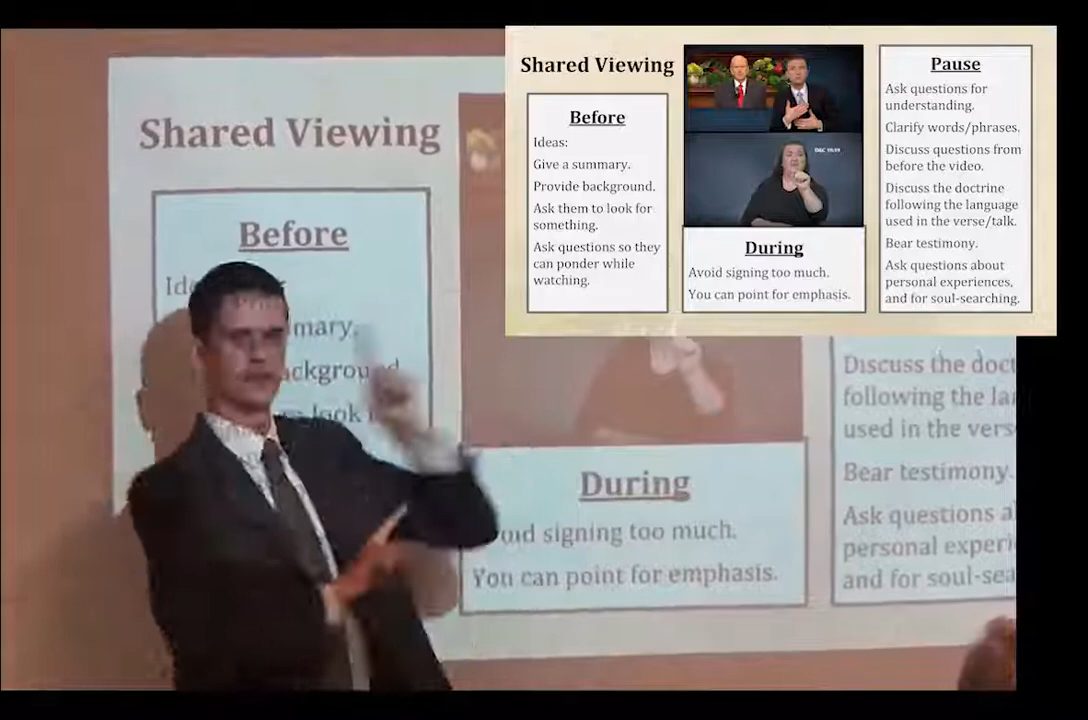 Shared Viewing
Before
Ideas:
Give a summary.
Provide background.
Ask them to look for
something.
Ask questions so they
can ponder while
watching.
During
Avoid signing too much.
You can point for emphasis.
Pause
Ask questions for
understanding.
Clarify words/phrases.
Discuss questions from
before the video.
Discuss the doctrine
following the language
used in the verse/talk.
Bear testimony.
Ask questions about
personal experiences,
and for soul-searching.
Shared Viewing
Before
mary.
look
During
signing too much.
You can point for emphasis.
Discuss the doct
following the la
used in the vers
Bear testimony.
Ask questions a
personal experi
and for soul-sea